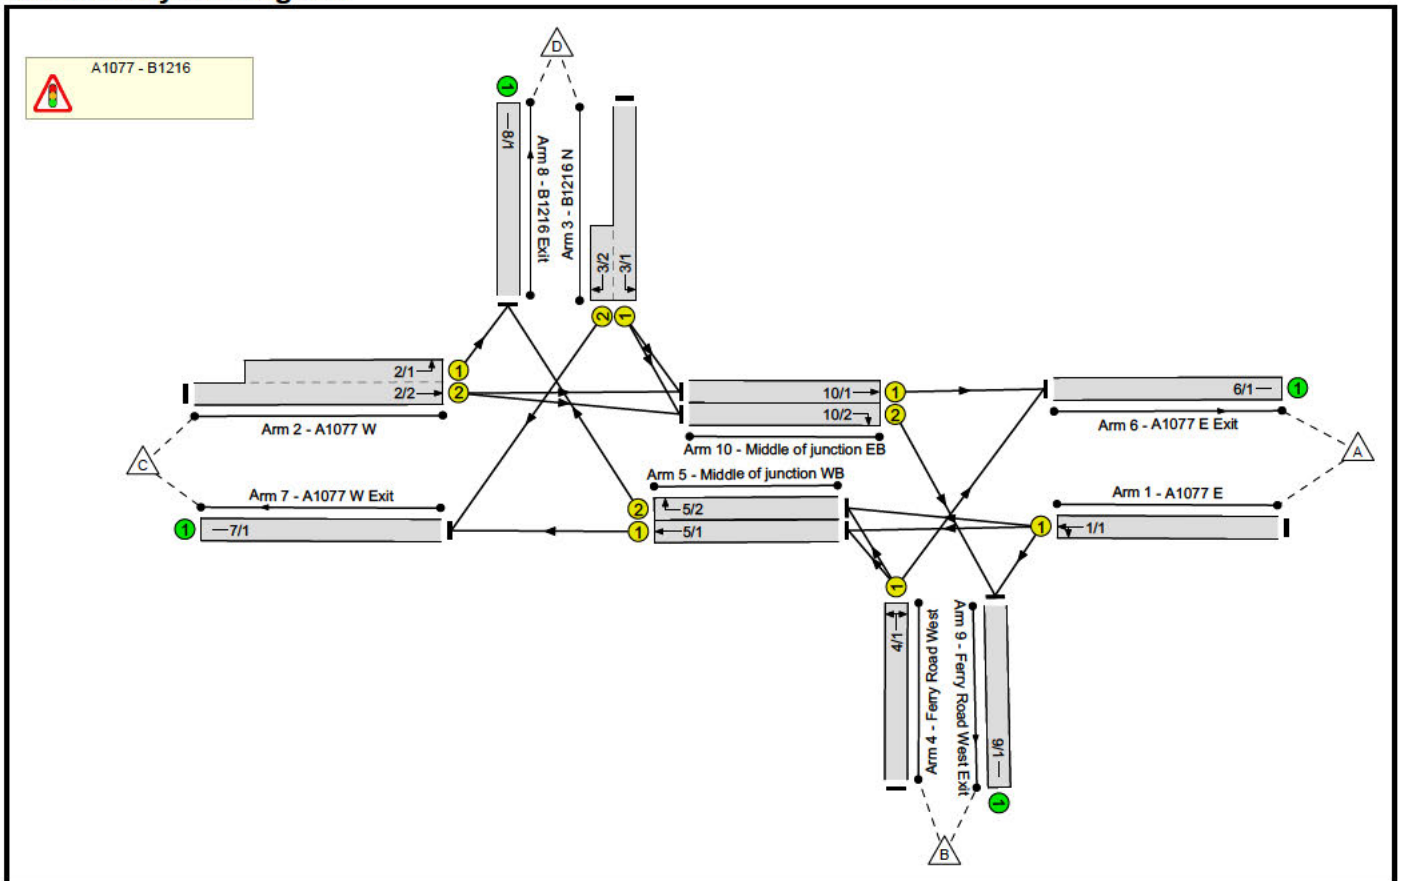 A1077 - B1216
D
1
8/1
Arm 8 - B1216 Exit
Arm 3 - B1216 N
3/2
3/1
2
1
2/1
1
2/2
2
Arm 2 - A1077 W
C
Arm 7 - A1077 W Exit
1
7/1
10/1
1
10/2
2
Arm 10 - Middle of junction EB
Arm 5 - Middle of junction WB
2
5/2
1
5/1
6/1
1
Arm 6 - A1077 E Exit
A
Arm 1 - A1077 E
1
1/1
1
4/1
Arm 4 - Ferry Road West
Arm 9 - Ferry Road West Exit
9/1
1
B